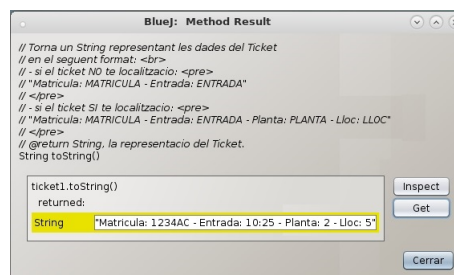 BlueJ: Method Result
// Torna un String representant les dades del Ticket
// en el seguent format: <br>
// - si el ticket NO te localitzacio: <pre>
// "Matricula: MATRICULA - Entrada: ENTRADA"
// </pre>
// - si el ticket SI te localitzacio: <pre>
// "Matricula: MATRICULA - Entrada: ENTRADA - Planta: PLANTA - Lloc: LLOC"
// </pre>
// @return String, la representacio del Ticket.
String toString()
ticket1.toString()
returned:
String "Matricula: 1234AC - Entrada: 10:25 - Planta: 2 - Lloc: 5"
Inspect
Get
Cerrar